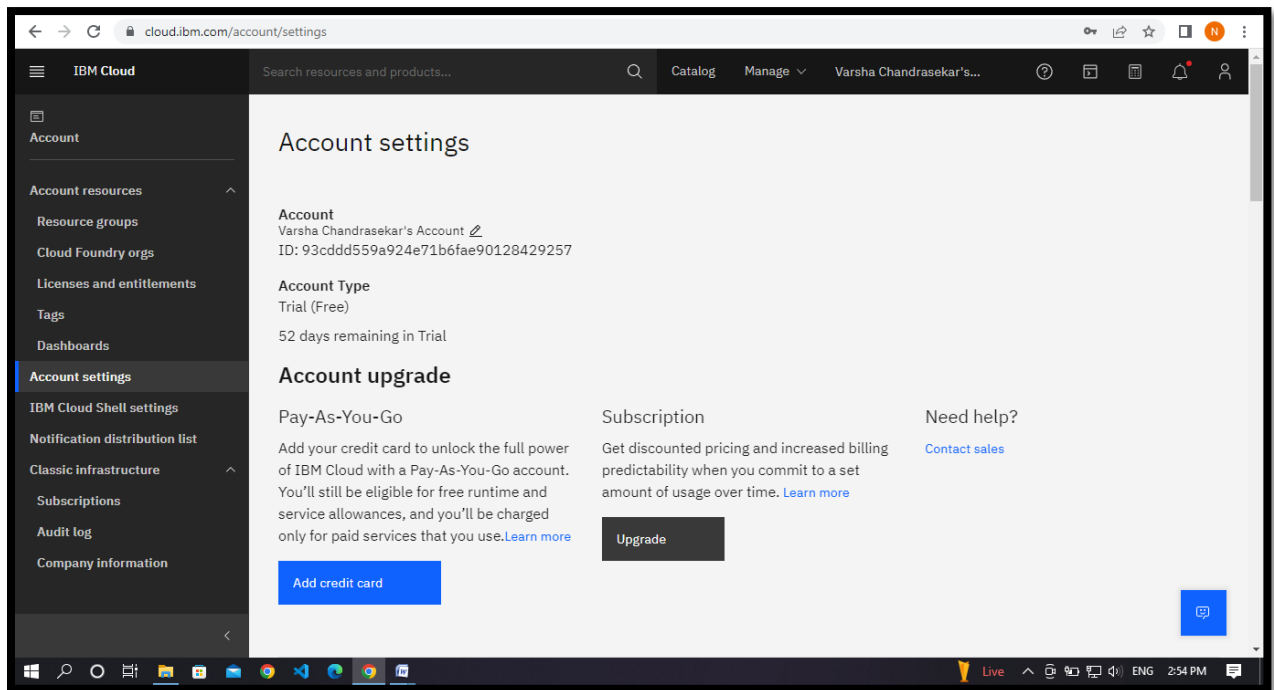 cloud.ibm.com/account/settings
N
IBM Cloud
Search resources and products...
Catalog
Manage
Varsha Chandrasekar's...
Account
Account resources
Resource groups
Cloud Foundry orgs
Licenses and entitlements
Tags
Dashboards
Account settings
IBM Cloud Shell settings
Notification distribution list
Classic infrastructure
Subscriptions
Audit log
Company information
Account settings
Account
Varsha Chandrasekar's Account
ID: 93cddd559a924e71b6fae90128429257
Account Type
Trial (Free)
52 days remaining in Trial
Account upgrade
Pay-As-You-Go
Add your credit card to unlock the full power
of IBM Cloud with a Pay-As-You-Go account.
You'll still be eligible for free runtime and
service allowances, and you'll be charged
only for paid services that you use.Learn more
Add credit card
Subscription
Get discounted pricing and increased billing
predictability when you commit to a set
amount of usage over time. Learn more
Upgrade
Need help?
Contact sales
Live
ENG
2:54 PM